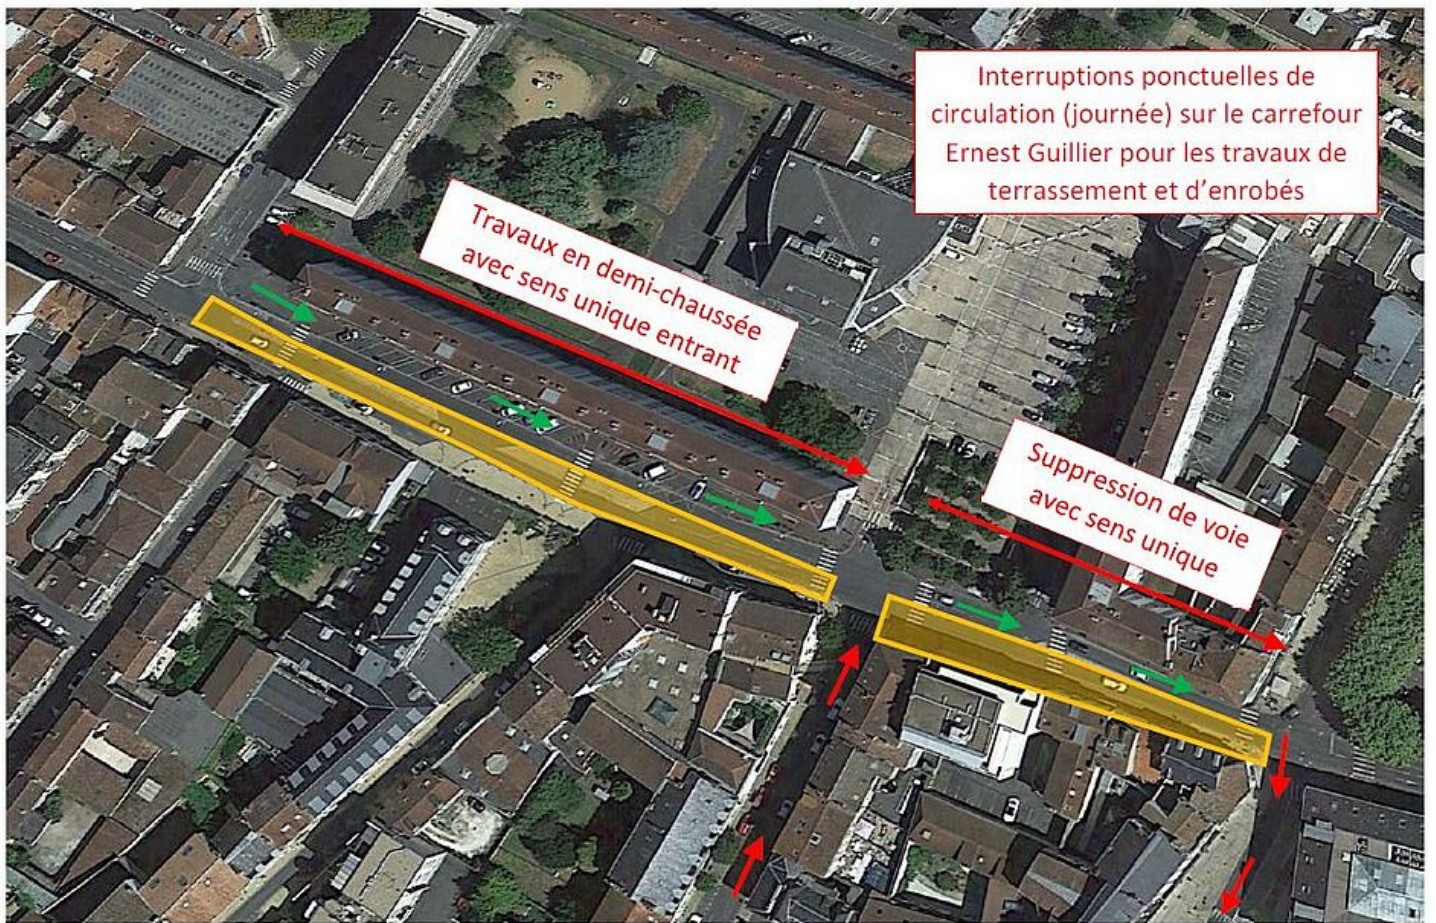 Interruptions ponctuelles de
circulation (journée) sur le carrefour
Ernest Guillier pour les travaux de
terrassement et d’enrobés
Travaux en demi-chaussée
avec sens unique entrant
Suppression de voie
avec sens unique